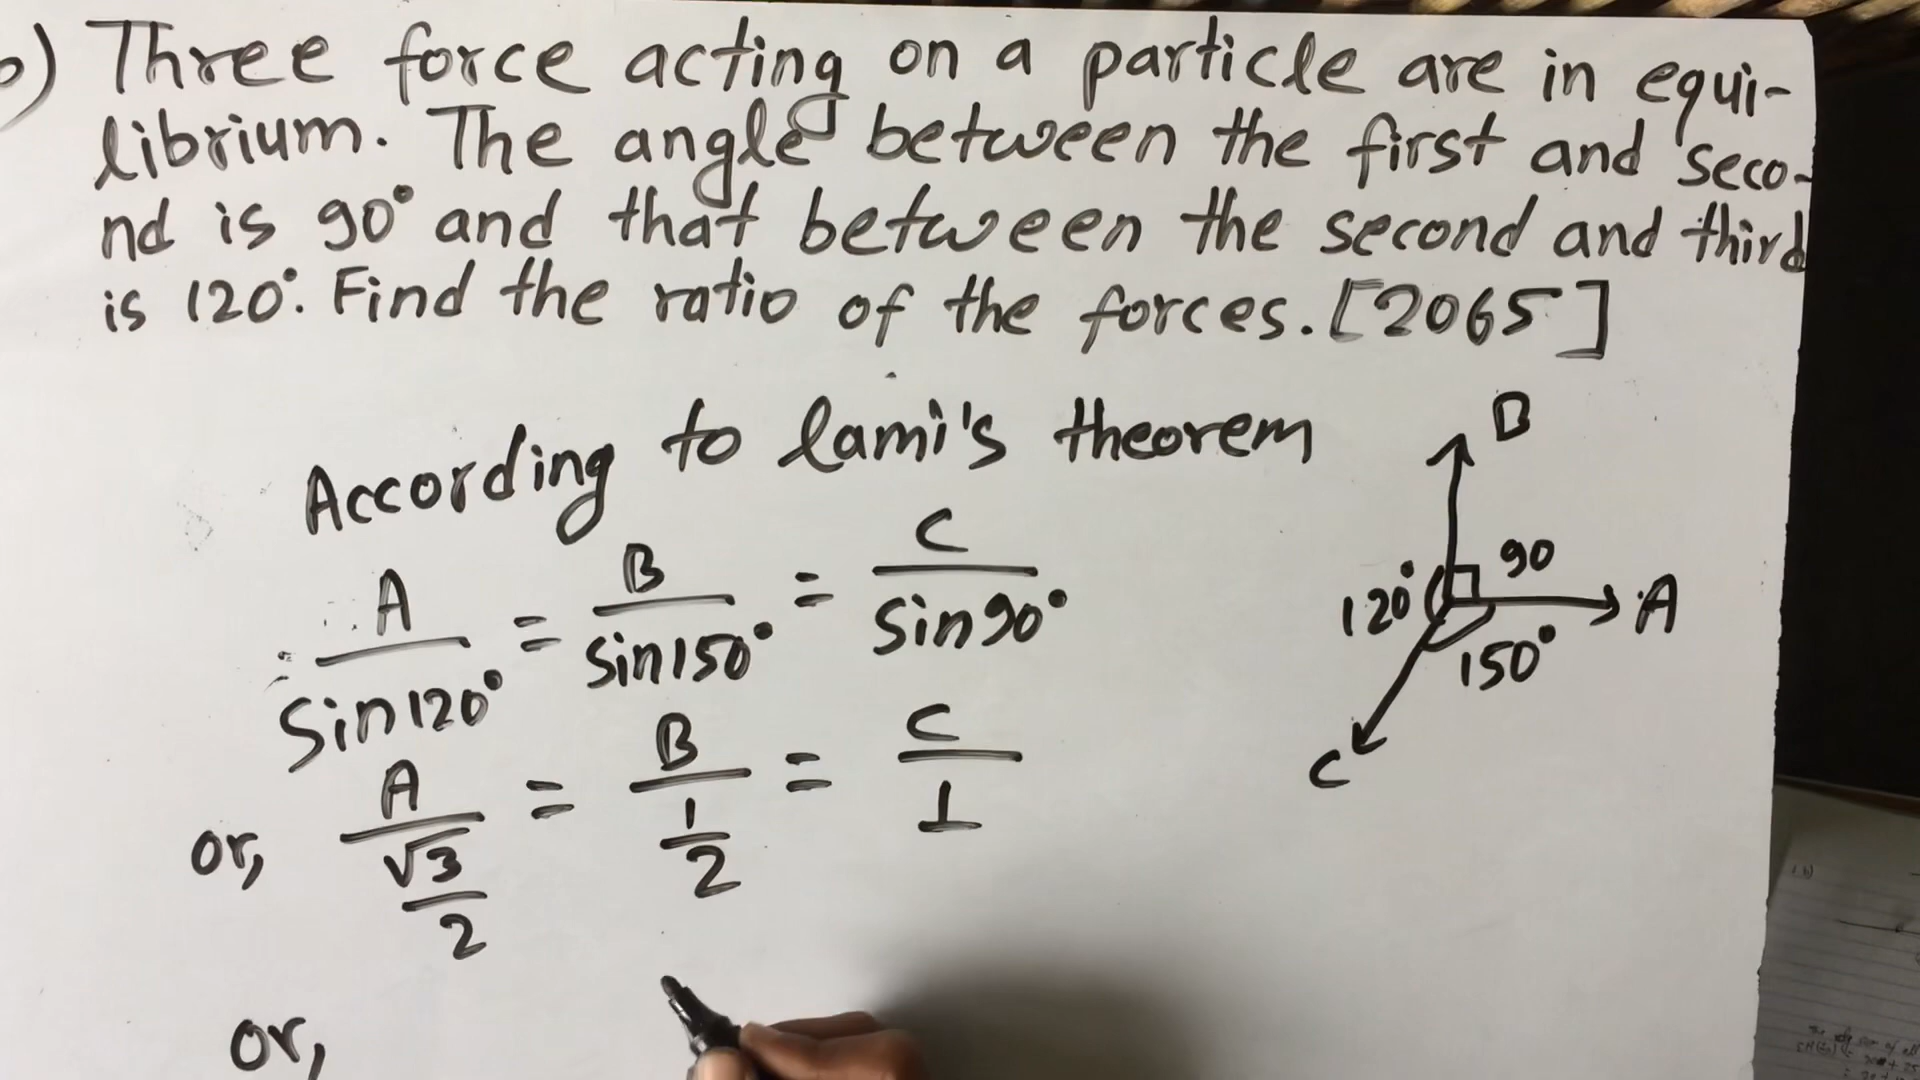 b) Three force acting on a particle are in equi-
librium. The angle between the first and seco-
nd is 90° and that between the second and third
is 120°. Find the ratio of the forces. [2065]
According to lami's theorem
A/Sin120° = B/Sin150° = C/Sin90°
or, A/(√3/2) = B/(1/2) = C/1
or,
B
90
120°
A
150°
C